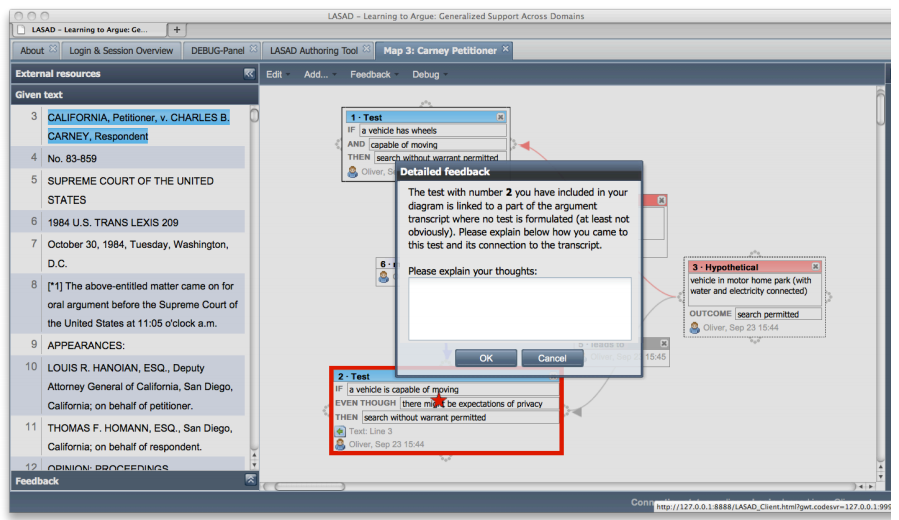 LASAD – Learning to Argue: Generalized Support Across Domains
LASAD – Learning to Argue: Ge...
+
About
Login & Session Overview
DEBUG-Panel
LASAD Authoring Tool
Map 3: Carney Petitioner
External resources
Edit
Add...
Feedback
Debug
Given text
3 CALIFORNIA, Petitioner, v. CHARLES B.
CARNEY, Respondent
4 No. 83-859
5 SUPREME COURT OF THE UNITED
STATES
6 1984 U.S. TRANS LEXIS 209
7 October 30, 1984, Tuesday, Washington,
D.C.
8 [*1] The above-entitled matter came on for
oral argument before the Supreme Court of
the United States at 11:05 o'clock a.m.
9 APPEARANCES:
10 LOUIS R. HANOIAN, ESQ., Deputy
Attorney General of California, San Diego,
California; on behalf of petitioner.
11 THOMAS F. HOMANN, ESQ., San Diego,
California; on behalf of respondent.
12 OPINION: PROCEEDINGS
Feedback
1 - Test
IF a vehicle has wheels
AND capable of moving
THEN search without warrant permitted
Oliver,
Detailed feedback
The test with number 2 you have included in your
diagram is linked to a part of the argument
transcript where no test is formulated (at least not
obviously). Please explain below how you came to
this test and its connection to the transcript.
Please explain your thoughts:
OK
Cancel
6 -
3 - Hypothetical
vehicle in motor home park (with
water and electricity connected)
OUTCOME search permitted
Oliver, Sep 23 15:44
5 - leads to
Oliver, Sep 23 15:45
2 - Test
IF a vehicle is capable of moving
EVEN THOUGH there might be expectations of privacy
THEN search without warrant permitted
Text: Line 3
Oliver, Sep 23 15:44
http://127.0.0.1:8888/LASAD_Client.html?gwt.codesvr=127.0.0.1:999